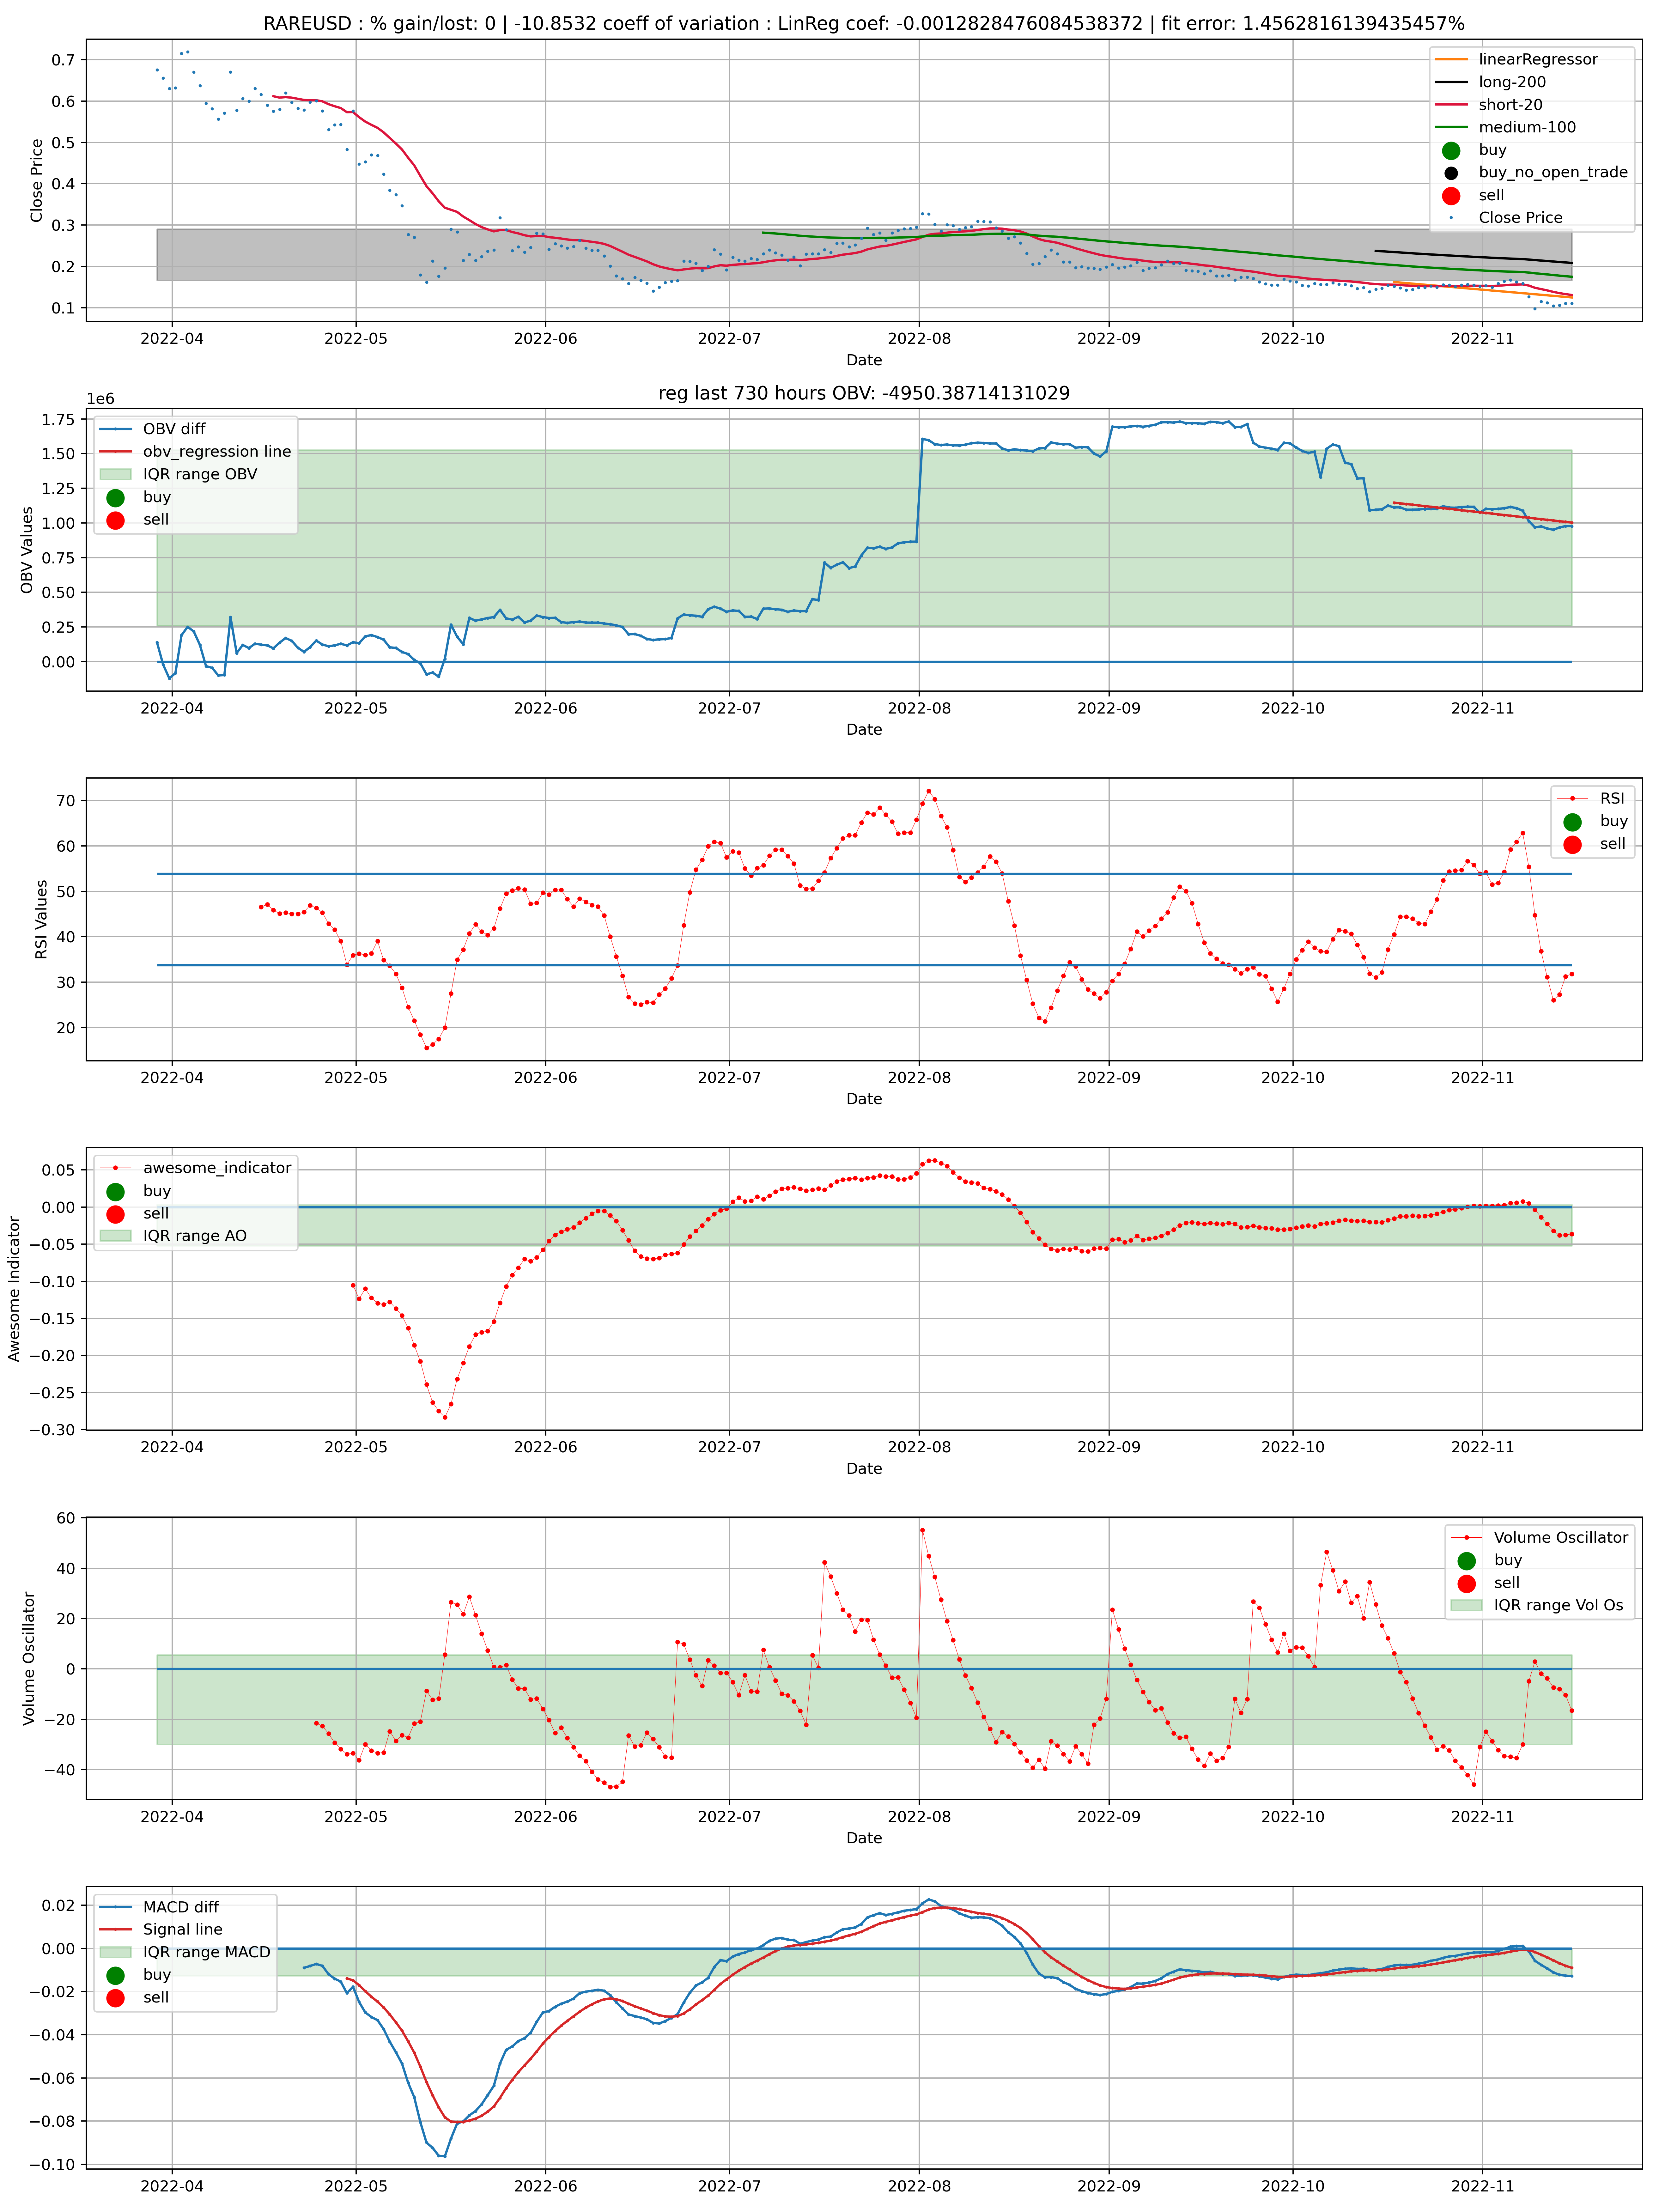 RAREUSD : % gain/lost: 0 | -10.8532 coeff of variation : LinReg coef: -0.0012828476084538372 | fit error: 1.4562816139435457%
0.7
0.6
0.5
0.4
0.3
0.2
0.1
Close Price
linearRegressor
long-200
short-20
medium-100
buy
buy_no_open_trade
sell
Close Price
2022-04 2022-05 2022-06 2022-07 2022-08 2022-09 2022-10 2022-11
Date
reg last 730 hours OBV: -4950.38714131029
1e6
1.75
1.50
1.25
1.00
0.75
0.50
0.25
0.00
OBV Values
OBV diff
obv_regression line
IQR range OBV
buy
sell
2022-04 2022-05 2022-06 2022-07 2022-08 2022-09 2022-10 2022-11
Date
70
60
50
40
30
20
RSI Values
RSI
buy
sell
2022-04 2022-05 2022-06 2022-07 2022-08 2022-09 2022-10 2022-11
Date
0.05
0.00
−0.05
−0.10
−0.15
−0.20
−0.25
−0.30
Awesome Indicator
awesome_indicator
buy
sell
IQR range AO
2022-04 2022-05 2022-06 2022-07 2022-08 2022-09 2022-10 2022-11
Date
60
40
20
0
−20
−40
Volume Oscillator
Volume Oscillator
buy
sell
IQR range Vol Os
2022-04 2022-05 2022-06 2022-07 2022-08 2022-09 2022-10 2022-11
Date
0.02
0.00
−0.02
−0.04
−0.06
−0.08
−0.10
MACD diff
Signal line
IQR range MACD
buy
sell
2022-04 2022-05 2022-06 2022-07 2022-08 2022-09 2022-10 2022-11